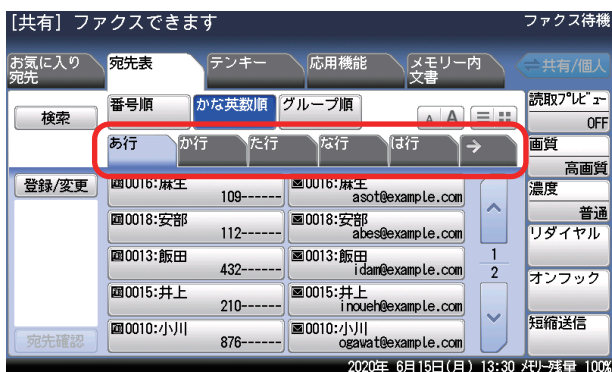 [共有] ファクスできます
ファクス待機
お気に入り
宛先
宛先表
テンキー
応用機能
メモリー内
文書
⇄共有/個人
検索
番号順
かな英数順
グループ順
A A
読取ﾌﾟﾚﾋﾞｭｰ
OFF
あ行
か行
た行
な行
は行
→
画質
高画質
登録/変更
0016:麻生
109------
0016:麻生
asot@example.com
濃度
普通
0018:安部
112------
0018:安部
abes@example.com
リダイヤル
0013:飯田
432------
0013:飯田
idam@example.com
1
2
オンフック
0015:井上
210------
0015:井上
inoueh@example.com
0010:小川
876------
0010:小川
ogawat@example.com
短縮送信
宛先確認
2020年 6月15日(月) 13:30 ﾒﾓﾘｰ残量 100%